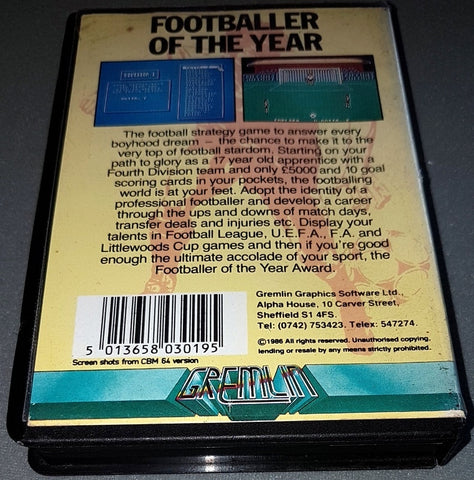 FOOTBALLER
OF THE YEAR
The football strategy game to answer every
boyhood dream – the chance to make it to the
very top of football stardom. Starting on your
path to glory as a 17 year old apprentice with a
Fourth Division team and only £5000 and 10 goal
scoring cards in your pockets, the footballing
world is at your feet. Adopt the identity of a
professional footballer and develop a career
through the ups and downs of match days,
transfer deals and injuries etc. Display your
talents in Football League, U.E.F.A., F.A. and
Littlewoods Cup games and then if you're good
enough the ultimate accolade of your sport, the
Footballer of the Year Award.
Gremlin Graphics Software Ltd.,
Alpha House, 10 Carver Street,
Sheffield S1 4FS.
Tel: (0742) 753423. Telex: 547274.
5 013658 030195
©1986 All rights reserved. Unauthorised copying,
lending or resale by any means strictly prohibited.
Screen shots from CBM 64 version
GREMLIN